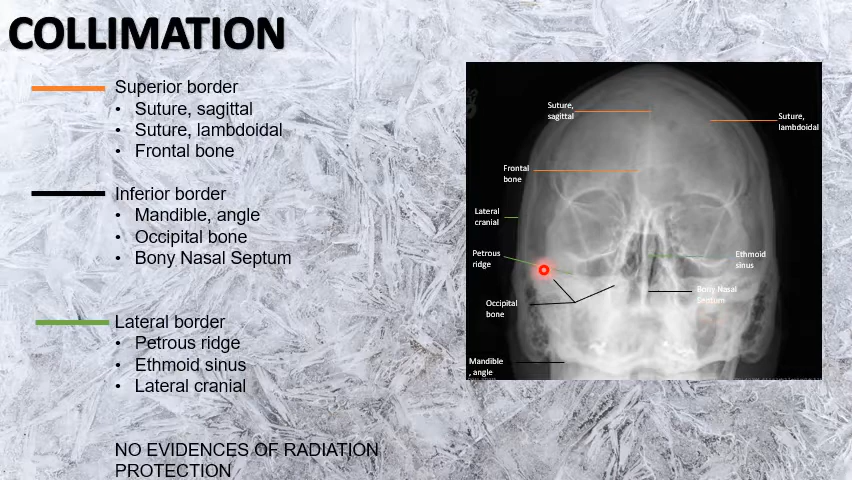 COLLIMATION
Superior border
• Suture, sagittal
• Suture, lambdoidal
• Frontal bone
Inferior border
• Mandible, angle
• Occipital bone
• Bony Nasal Septum
Lateral border
• Petrous ridge
• Ethmoid sinus
• Lateral cranial
NO EVIDENCES OF RADIATION
PROTECTION
Suture,
sagittal
Suture,
lambdoidal
Frontal
bone
Lateral
cranial
Petrous
ridge
Ethmoid
sinus
Bony Nasal
Septum
Occipital
bone
Mandible
, angle